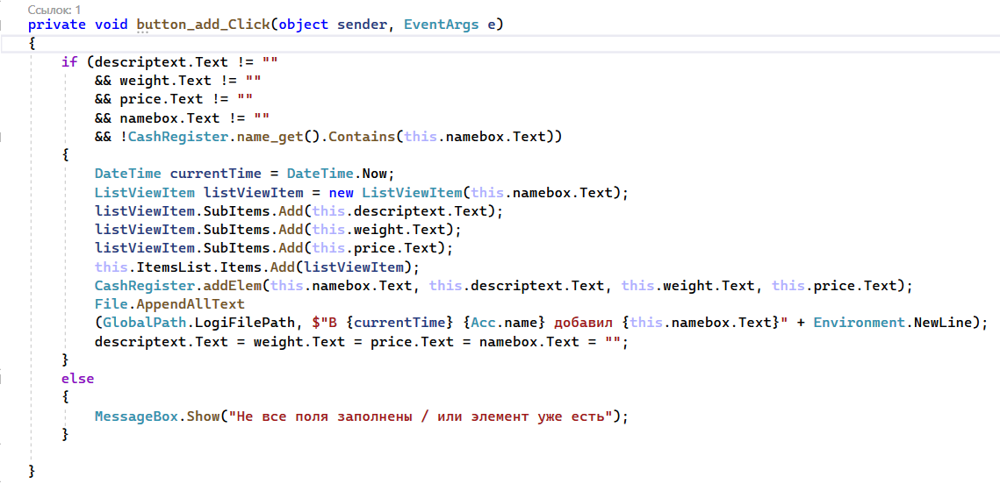 Ссылок: 1
private void button_add_Click(object sender, EventArgs e)
{
if (descriptext.Text != ""
&& weight.Text != ""
&& price.Text != ""
&& namebox.Text != ""
&& !CashRegister.name_get().Contains(this.namebox.Text))
{
DateTime currentTime = DateTime.Now;
ListViewItem listViewItem = new ListViewItem(this.namebox.Text);
listViewItem.SubItems.Add(this.descriptext.Text);
listViewItem.SubItems.Add(this.weight.Text);
listViewItem.SubItems.Add(this.price.Text);
this.ItemsList.Items.Add(listViewItem);
CashRegister.addElem(this.namebox.Text, this.descriptext.Text, this.weight.Text, this.price.Text);
File.AppendAllText
(GlobalPath.LogiFilePath, $"В {currentTime} {Acc.name} добавил {this.namebox.Text}" + Environment.NewLine);
descriptext.Text = weight.Text = price.Text = namebox.Text = "";
}
else
{
MessageBox.Show("Не все поля заполнены / или элемент уже есть");
}
}